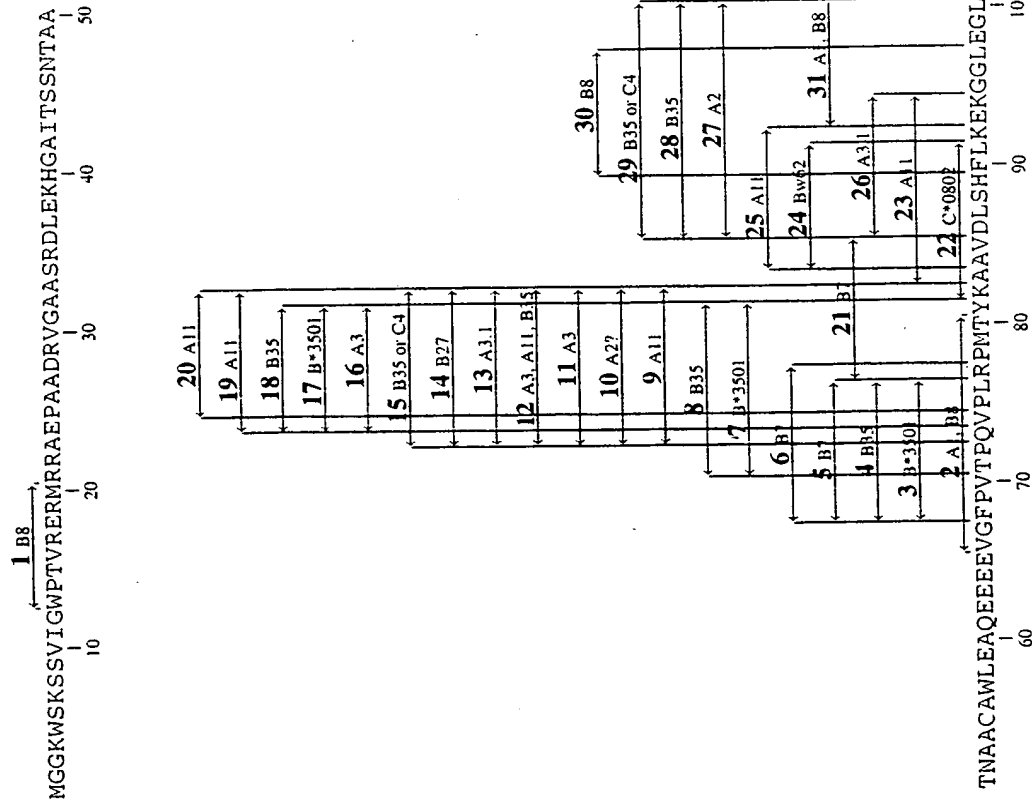 1 B8
MGGKWSKSSVIGWPTVRERMRRAEPAADRVGAASRDLEKHGAITSSNTAA
10 20 30 40 50
20 A11
19 A11
18 B35
17 B*3501
16 A3
15 B35 or C4
14 B27
13 A3.1
12 A3, A11, B35
11 A3
10 A2?
9 A11
8 B35
7 B*3501
6 B7
5 B7
4 B35
3 B*3501
2 B8
30 B8
29 B35 or C4
28 B35
27 A2
31 A1, B8
25 A11
24 Bw62
26 A3.1
23 A11
22 C*0802
21 B7
TNAACAWLEAQEEEEVGFPVTPQVPLRPMTYKAAVDLSHFLKEKGGLEGL
60 70 80 90